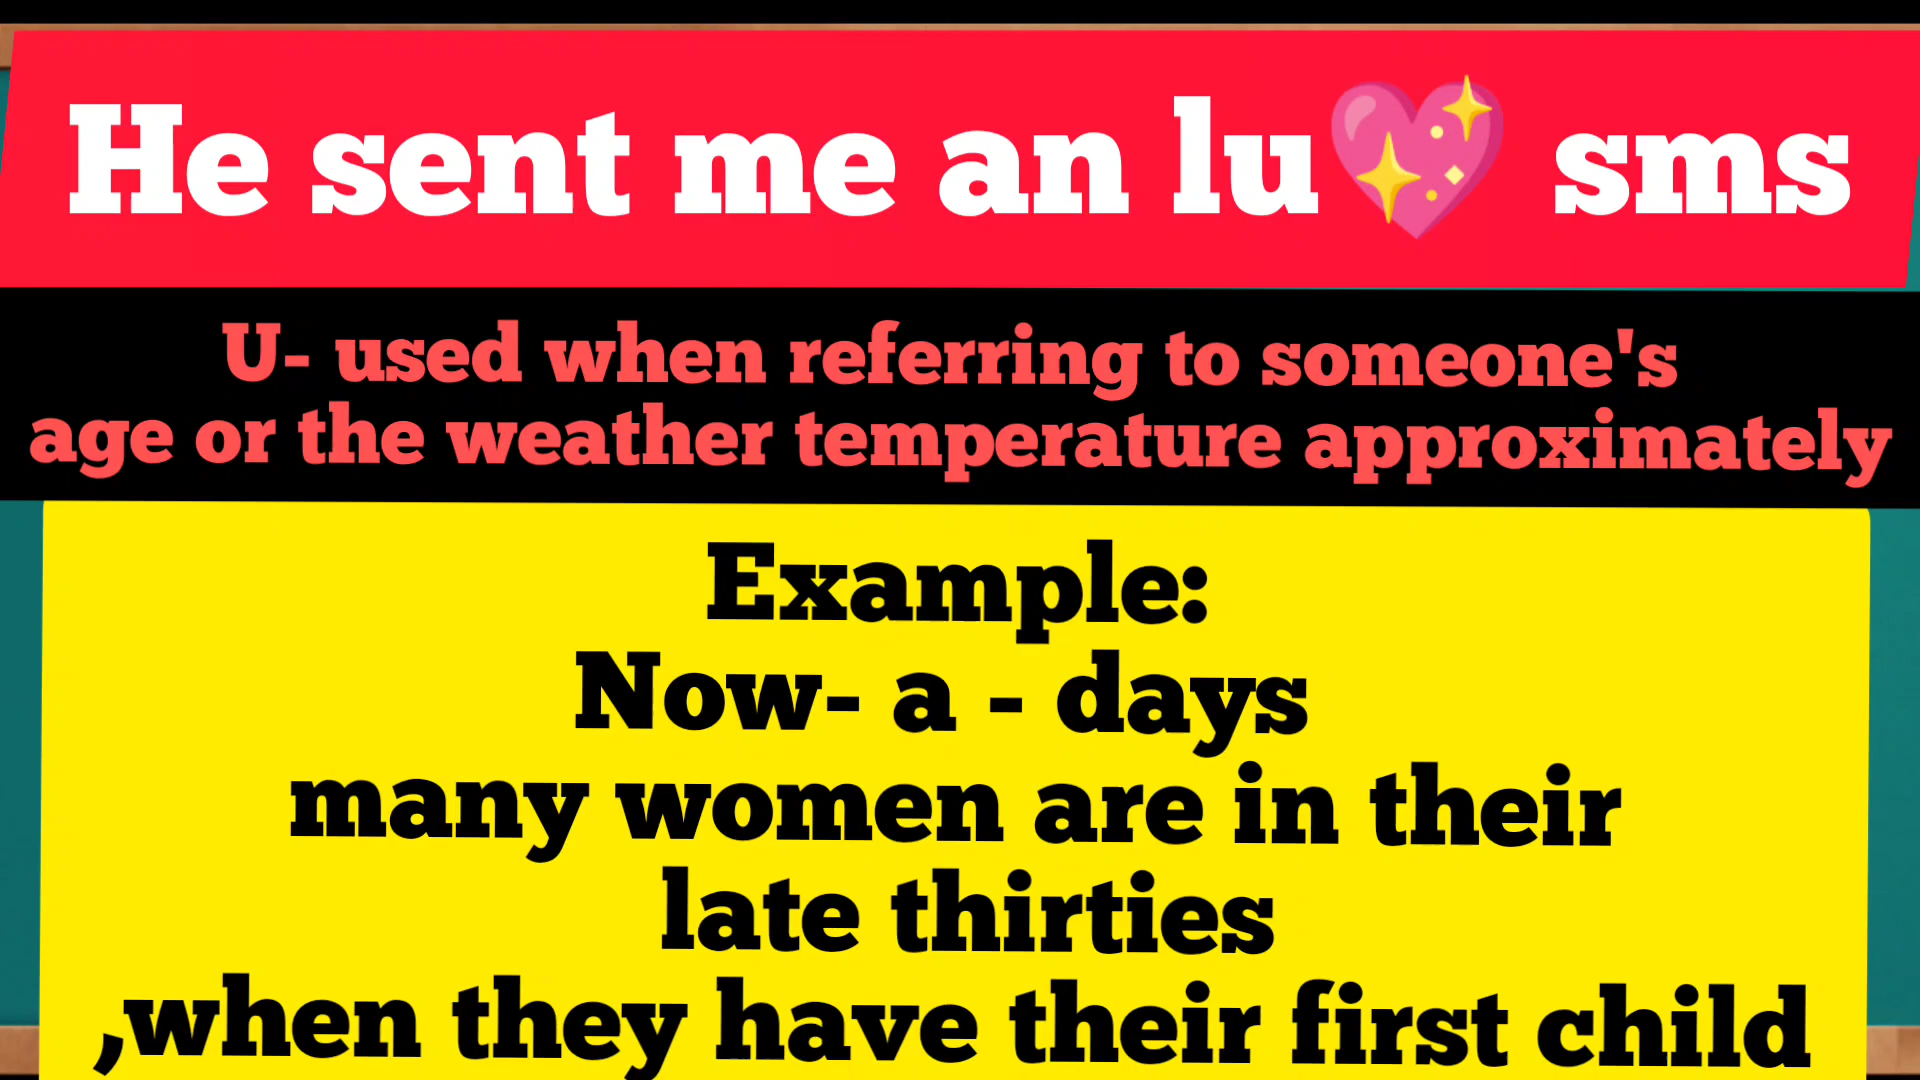 He sent me an lu💖 sms
U- used when referring to someone's
age or the weather temperature approximately
Example:
Now- a - days
many women are in their
late thirties
,when they have their first child